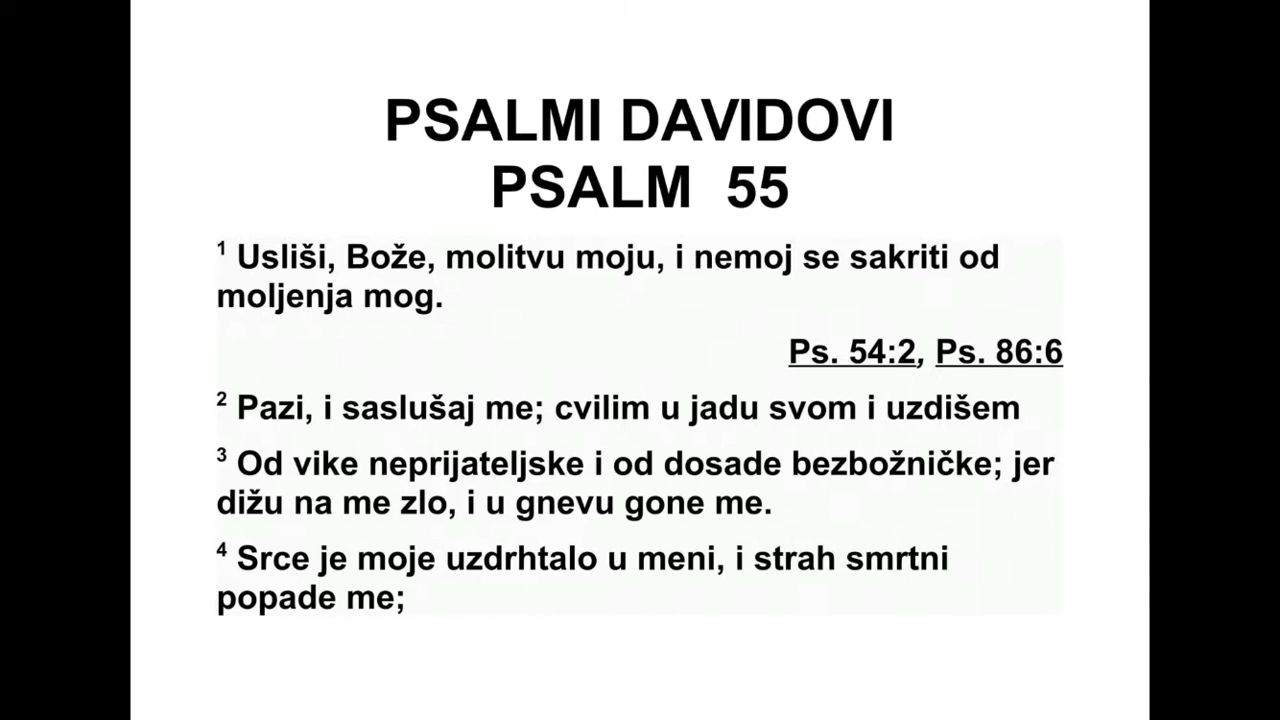 PSALMI DAVIDOVI
PSALM 55
1 Usliši, Bože, molitvu moju, i nemoj se sakriti od
moljenja mog.
Ps. 54:2, Ps. 86:6
2 Pazi, i saslušaj me; cvilim u jadu svom i uzdišem
3 Od vike neprijateljske i od dosade bezbožničke; jer
dižu na me zlo, i u gnevu gone me.
4 Srce je moje uzdrhtalo u meni, i strah smrtni
popade me;